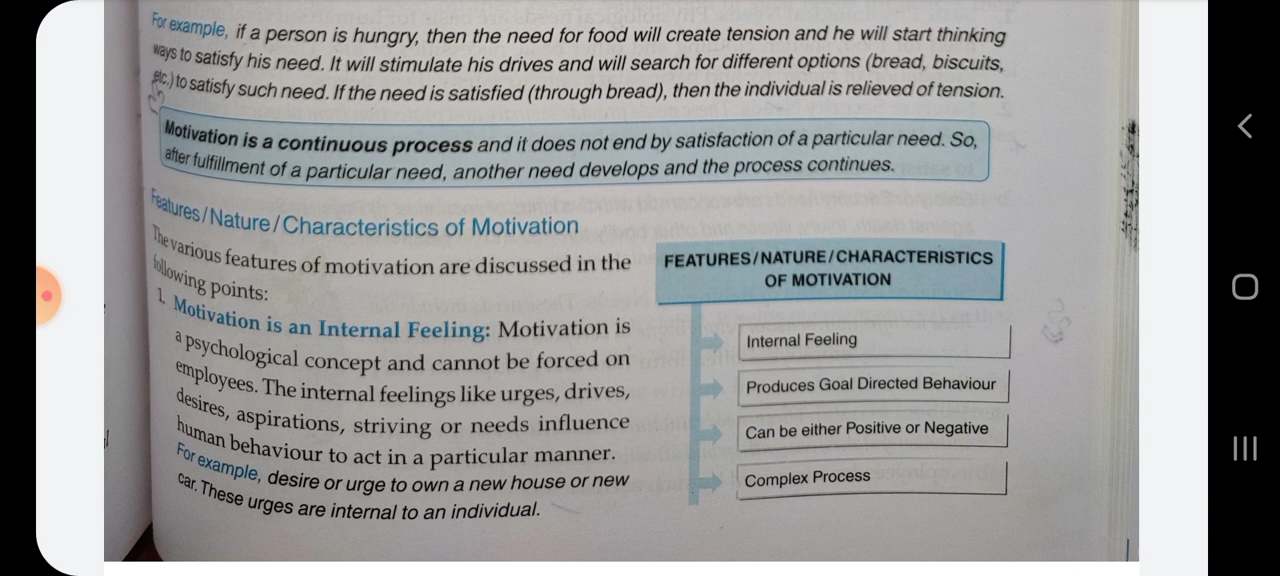 For example, if a person is hungry, then the need for food will create tension and he will start thinking
ways to satisfy his need. It will stimulate his drives and will search for different options (bread, biscuits,
etc.) to satisfy such need. If the need is satisfied (through bread), then the individual is relieved of tension.
Motivation is a continuous process and it does not end by satisfaction of a particular need. So,
after fulfillment of a particular need, another need develops and the process continues.
Features/Nature/Characteristics of Motivation
The various features of motivation are discussed in the
following points:
1. Motivation is an Internal Feeling: Motivation is
a psychological concept and cannot be forced on
employees. The internal feelings like urges, drives,
desires, aspirations, striving or needs influence
human behaviour to act in a particular manner.
For example, desire or urge to own a new house or new
car. These urges are internal to an individual.
FEATURES/NATURE/CHARACTERISTICS
OF MOTIVATION
Internal Feeling
Produces Goal Directed Behaviour
Can be either Positive or Negative
Complex Process